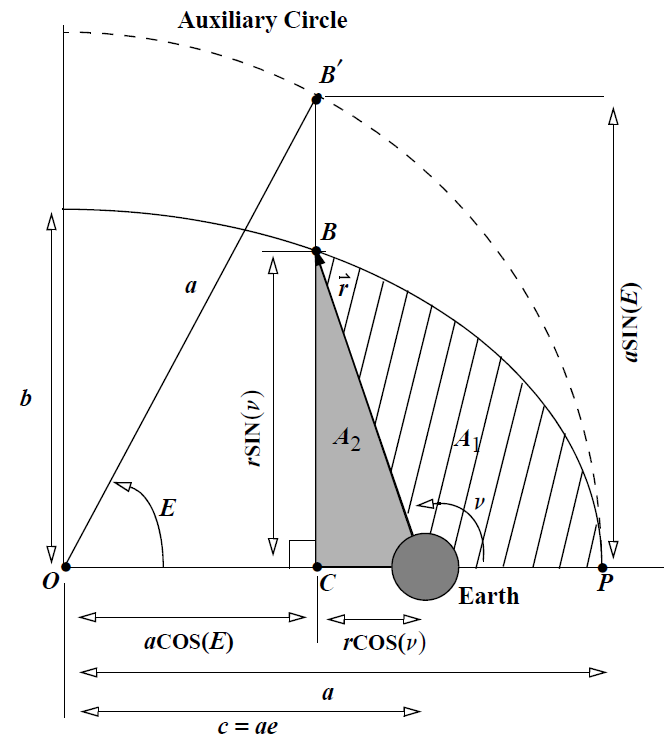 Auxiliary Circle
B′
B
a
r
aSIN(E)
b
rSIN(ν)
A2
A1
E
ν
O
C
P
Earth
aCOS(E)
rCOS(ν)
a
c = ae